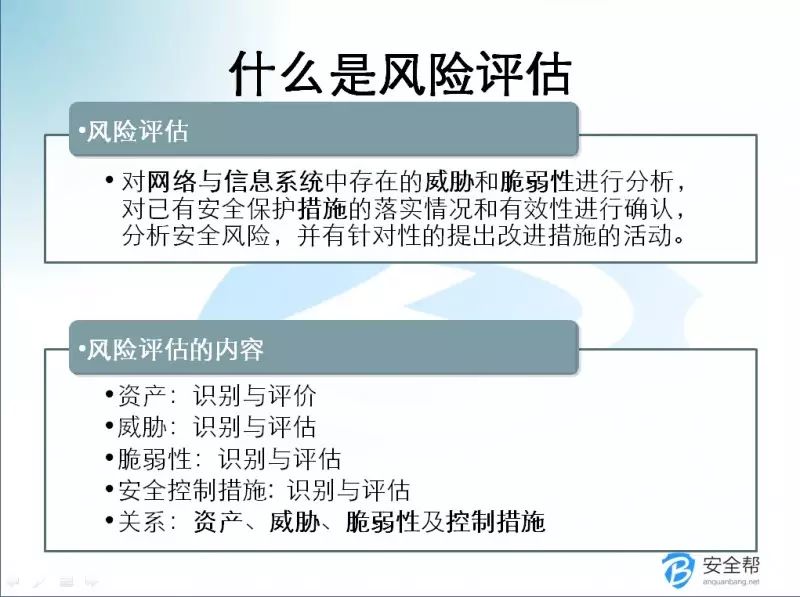 什么是风险评估
•风险评估
•对网络与信息系统中存在的威胁和脆弱性进行分析，
对已有安全保护措施的落实情况和有效性进行确认，
分析安全风险，并有针对性的提出改进措施的活动。
•风险评估的内容
•资产：识别与评价
•威胁：识别与评估
•脆弱性：识别与评估
•安全控制措施：识别与评估
•关系：资产、威胁、脆弱性及控制措施
安全帮
anquanbang.net